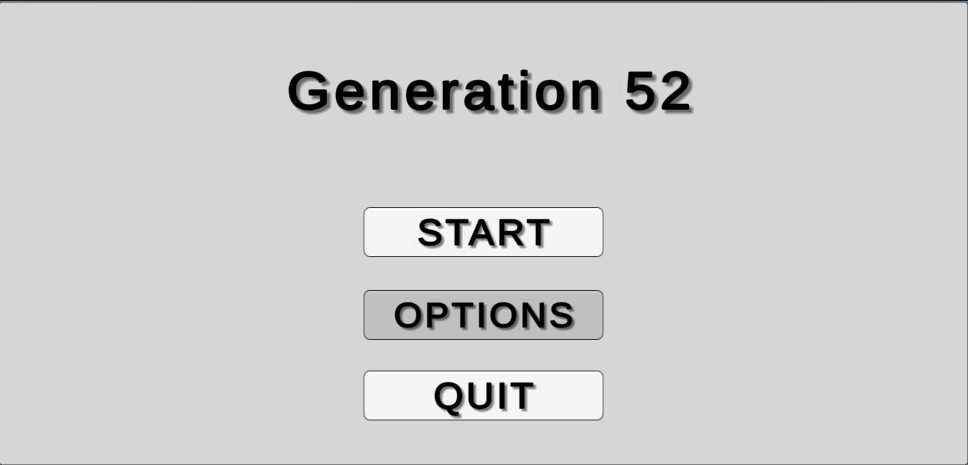 Generation 52
START
OPTIONS
QUIT